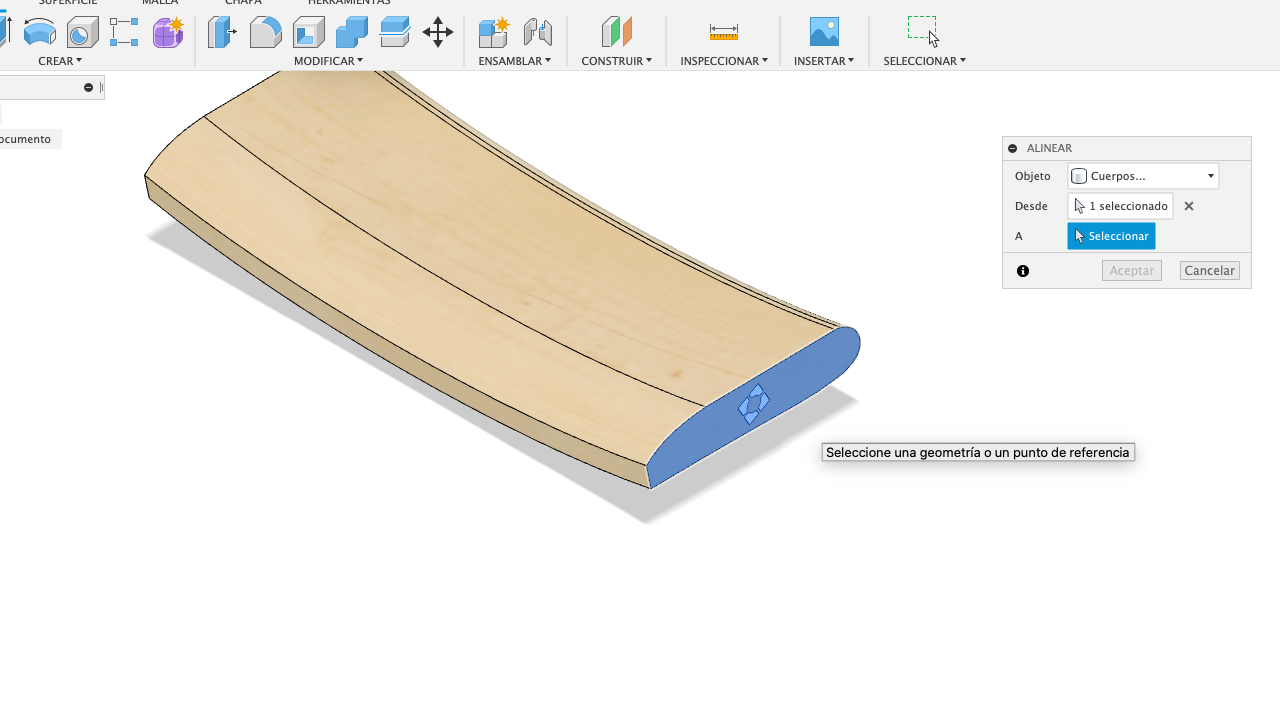 SUPERFICIE MALLA CHAPA HERRAMIENTAS
CREAR MODIFICAR ENSAMBLAR CONSTRUIR INSPECCIONAR INSERTAR SELECCIONAR
ocumento
ALINEAR
Objeto Cuerpos...
Desde 1 seleccionado
A Seleccionar
Aceptar Cancelar
Seleccione una geometría o un punto de referencia